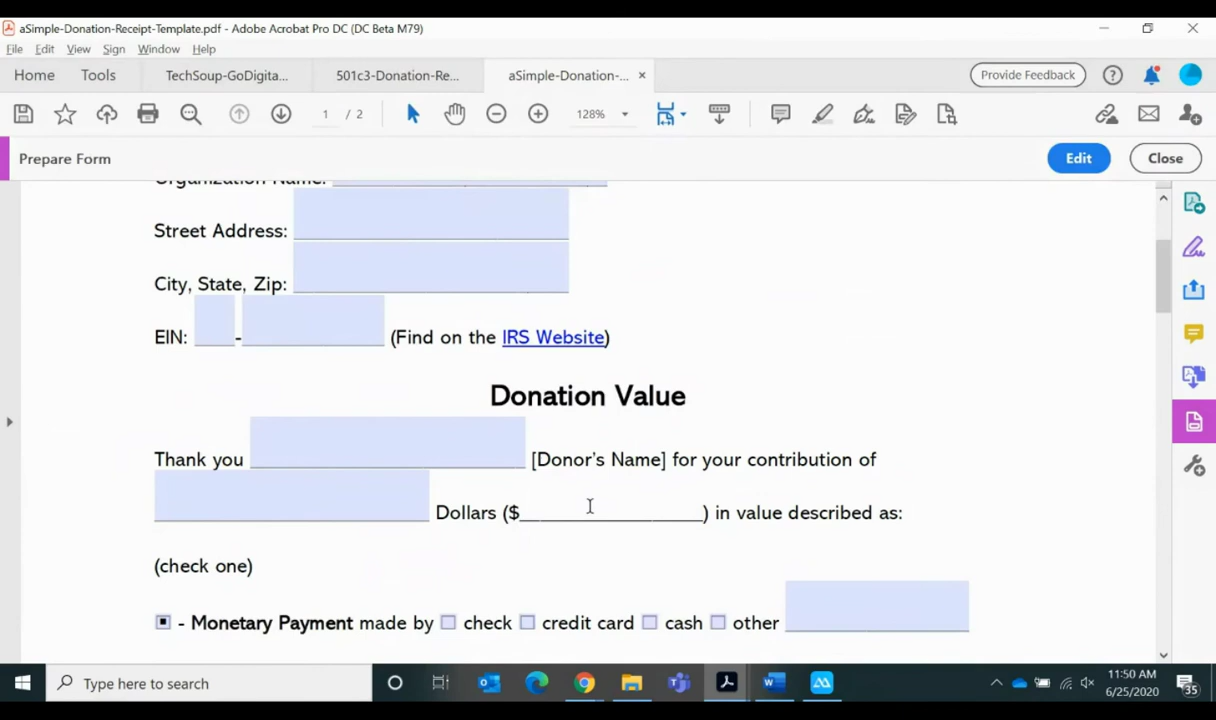 aSimple-Donation-Receipt-Template.pdf - Adobe Acrobat Pro DC (DC Beta M79)
File Edit View Sign Window Help
Home Tools TechSoup-GoDigita... 501c3-Donation-Re... aSimple-Donation-... × Provide Feedback
1 / 2 128%
Prepare Form Edit Close
Organization Name:
Street Address:
City, State, Zip:
EIN: - (Find on the IRS Website)
Donation Value
Thank you [Donor's Name] for your contribution of
Dollars ($__________________) in value described as:
(check one)
- Monetary Payment made by check credit card cash other
Type here to search 11:50 AM
6/25/2020 35